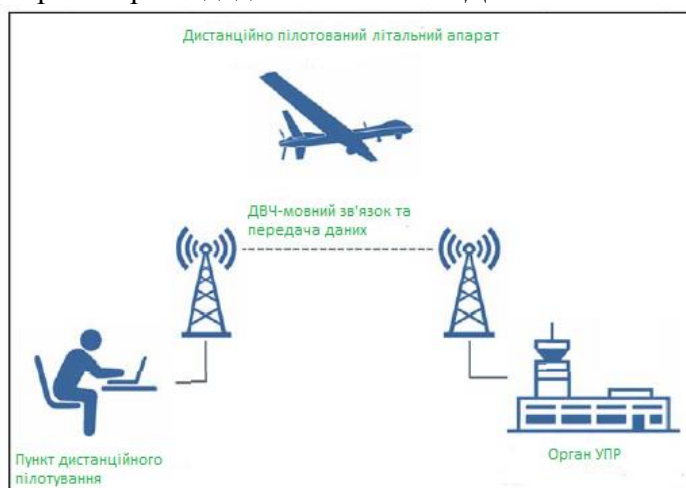 Дистанційно пілотований літальний апарат
ДВЧ-мовний зв'язок та
передача даних
Пункт дистанційного
пілотування
Орган УПР